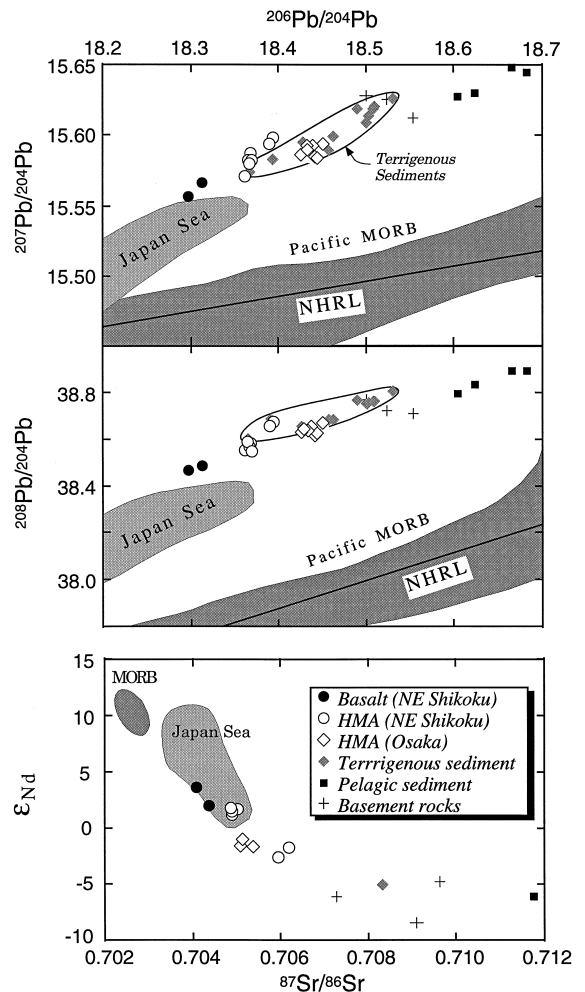 206Pb/204Pb
18.2 18.3 18.4 18.5 18.6 18.7
15.65
15.60
15.55
15.50
207Pb/204Pb
Terrigenous
Sediments
Japan Sea
Pacific MORB
NHRL
38.8
38.4
38.0
208Pb/204Pb
Japan Sea
Pacific MORB
NHRL
15
10
5
0
-5
-10
εNd
MORB
Japan Sea
Basalt (NE Shikoku)
HMA (NE Shikoku)
HMA (Osaka)
Terrrigenous sediment
Pelagic sediment
Basement rocks
0.702 0.704 0.706 0.708 0.710 0.712
87Sr/86Sr